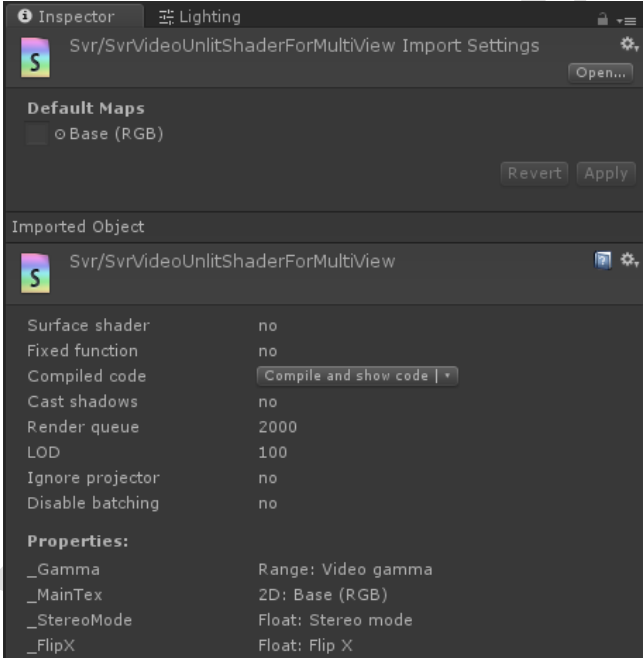 Inspector Lighting
Svr/SvrVideoUnlitShaderForMultiView Import Settings
S
Open...
Default Maps
Base (RGB)
Revert Apply
Imported Object
Svr/SvrVideoUnlitShaderForMultiView
S
Surface shader no
Fixed function no
Compiled code Compile and show code
Cast shadows no
Render queue 2000
LOD 100
Ignore projector no
Disable batching no
Properties:
_Gamma Range: Video gamma
_MainTex 2D: Base (RGB)
_StereoMode Float: Stereo mode
_FlipX Float: Flip X